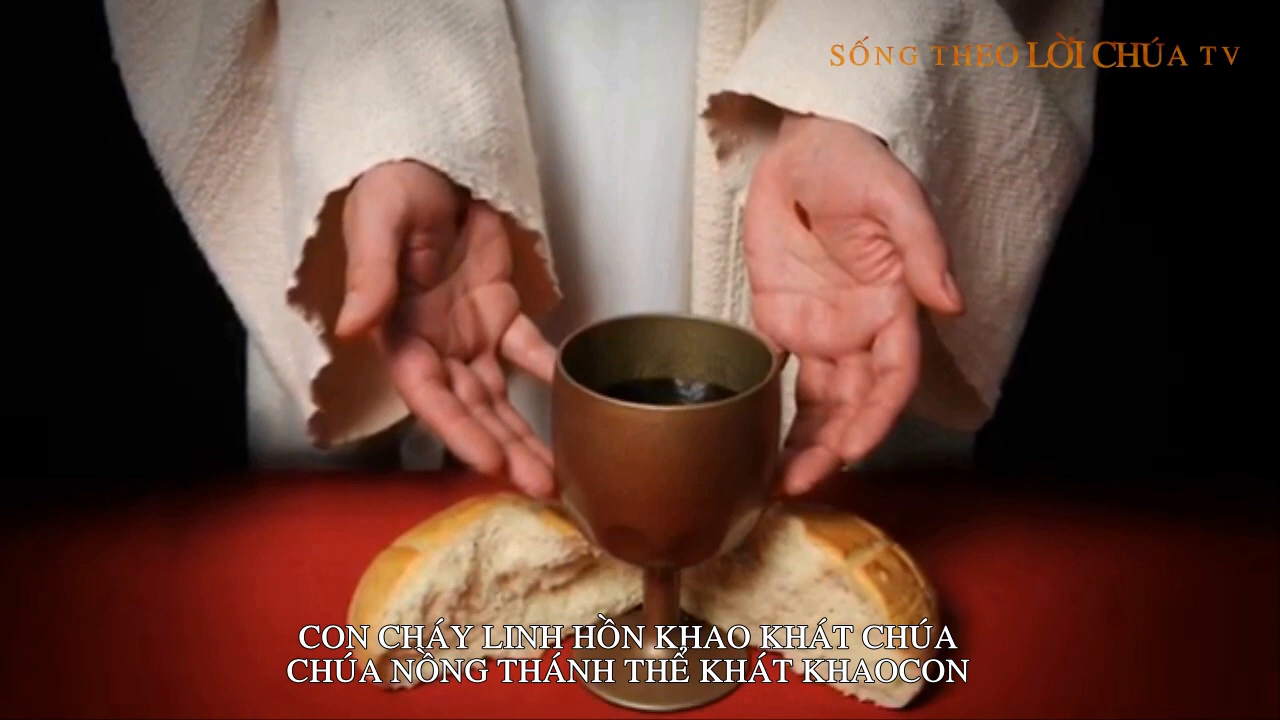 SỐNG THEO LỜI CHÚA TV
CON CHÁY LINH HỒN KHAO KHÁT CHÚA
CHÚA NỒNG THÁNH THỂ KHÁT KHAOCON